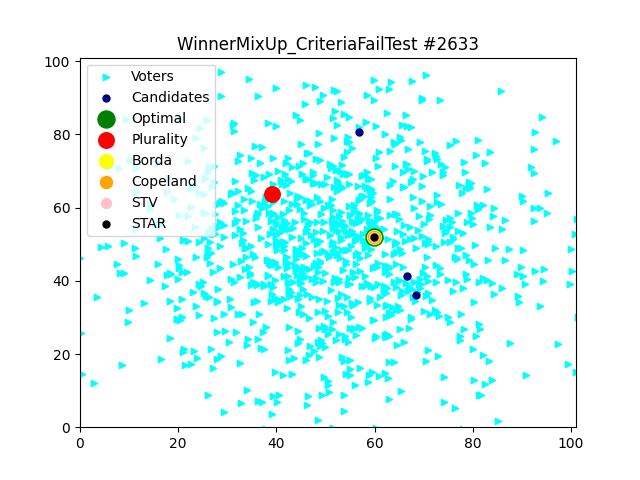 WinnerMixUp_CriteriaFailTest #2633
100
80
60
40
20
0
Voters
Candidates
Optimal
Plurality
Borda
Copeland
STV
STAR
0 20 40 60 80 100